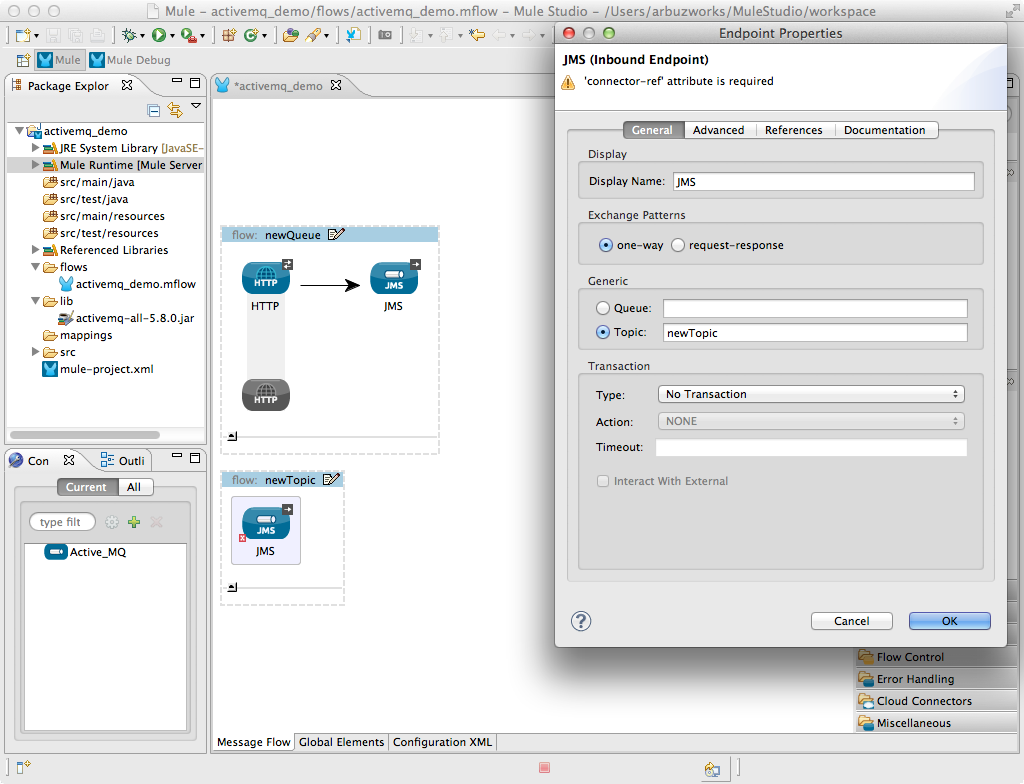 Mule – activemq_demo/flows/activemq_demo.mflow – Mule Studio – /Users/arbuzworks/MuleStudio/workspace
Mule
Mule Debug
Package Explor
activemq_demo
JRE System Library [JavaSE-
Mule Runtime [Mule Server
src/main/java
src/test/java
src/main/resources
src/test/resources
Referenced Libraries
flows
activemq_demo.mflow
lib
activemq-all-5.8.0.jar
mappings
src
mule-project.xml
Con
Outli
Current
All
type filt
Active_MQ
*activemq_demo
flow: newQueue
HTTP
JMS
HTTP
JMS
HTTP
flow: newTopic
JMS
JMS
Message Flow
Global Elements
Configuration XML
Endpoint Properties
JMS (Inbound Endpoint)
'connector-ref' attribute is required
General
Advanced
References
Documentation
Display
Display Name: JMS
Exchange Patterns
one-way
request-response
Generic
Queue:
Topic: newTopic
Transaction
Type: No Transaction
Action: NONE
Timeout:
Interact With External
?
Cancel
OK
Flow Control
Error Handling
Cloud Connectors
Miscellaneous